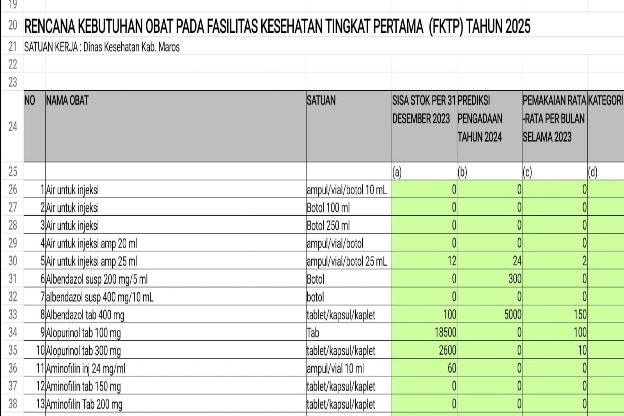 19
20 RENCANA KEBUTUHAN OBAT PADA FASILITAS KESEHATAN TINGKAT PERTAMA (FKTP) TAHUN 2025
21 SATUAN KERJA : Dinas Kesehatan Kab. Maros
22
23
24 NO NAMA OBAT SATUAN SISA STOK PER 31 DESEMBER 2023 PREDIKSI PENGADAAN TAHUN 2024 PEMAKAIAN RATA-RATA PER BULAN SELAMA 2023 KATEGORI
25 (a) (b) (c) (d)
26 1 Air untuk injeksi ampul/vial/botol 10 mL 0 0 0
27 2 Air untuk injeksi Botol 100 ml 0 0 0
28 3 Air untuk injeksi Botol 250 ml 0 0 0
29 4 Air untuk injeksi amp 20 ml ampul/vial/botol 0 0 0
30 5 Air untuk injeksi amp 25 ml ampul/vial/botol 25 mL 12 24 2
31 6 Albendazol susp 200 mg/5 ml Botol 0 300 0
32 7 albendazol susp 400 mg/10 mL botol 0 0 0
33 8 Albendazol tab 400 mg tablet/kapsul/kaplet 100 5000 150
34 9 Alopurinol tab 100 mg Tab 18500 0 100
35 10 Alopurinol tab 300 mg tablet/kapsul/kaplet 2600 0 10
36 11 Aminofilin inj 24 mg/ml ampul/vial 10 ml 60 0 0
37 12 Aminofilin tab 150 mg tablet/kapsul/kaplet 0 0 0
38 13 Aminofilin Tab 200 mg tablet/kapsul/kaplet 0 0 0